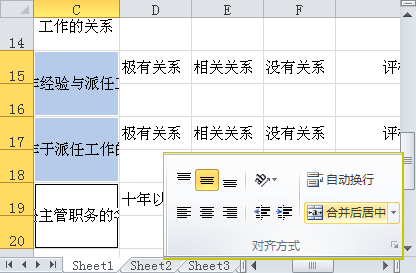 C D E F
工作的关系
14
极有关系 相关关系 没有关系 评
15
作经验与派任工
16
极有关系 相关关系 没有关系 评
17
作于派任工作的
18
十年以
19
主管职务的
20
自动换行
合并后居中
对齐方式
Sheet1 Sheet2 Sheet3